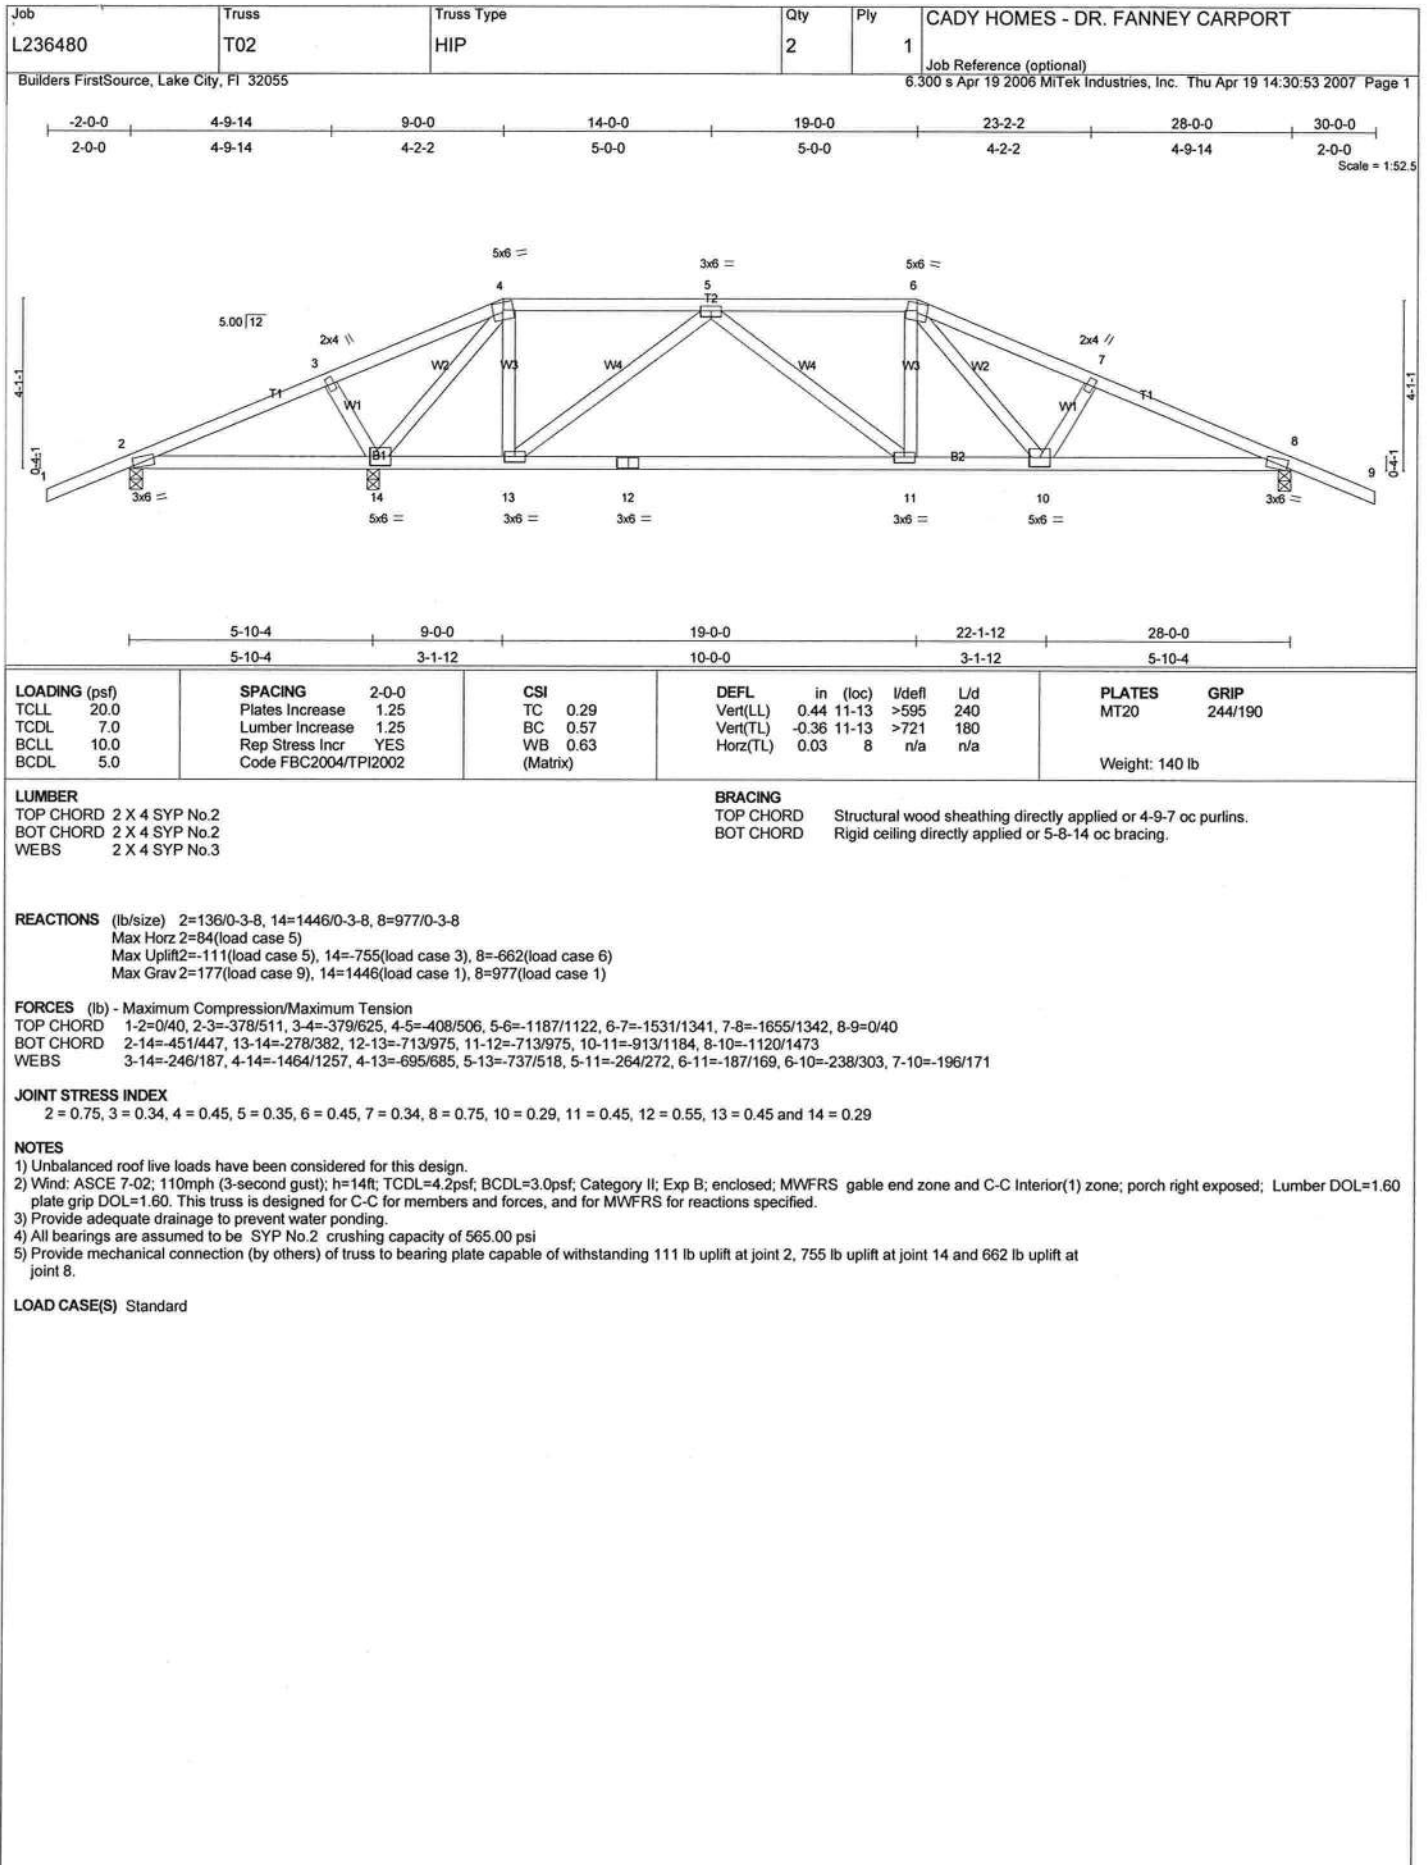 Job
Truss
Truss Type
Qty
Ply
CADY HOMES - DR. FANNEY CARPORT
L236480
T02
HIP
2
1
Job Reference (optional)
Builders FirstSource, Lake City, Fl 32055
6.300 s Apr 19 2006 MiTek Industries, Inc. Thu Apr 19 14:30:53 2007 Page 1
-2-0-0 4-9-14 9-0-0 14-0-0 19-0-0 23-2-2 28-0-0 30-0-0
2-0-0 4-9-14 4-2-2 5-0-0 5-0-0 4-2-2 4-9-14 2-0-0
Scale = 1:52.5
5x6 =
3x6 =
5x6 =
4
5
6
T2
5.00 12
2x4 //
2x4 //
3
7
W2
W3
W4
W4
W3
W2
4-1-1
4-1-1
T1
W1
W1
T1
2
8
0-4-1
B1
B2
0-4-1
1
9
3x6 =
14
13
12
11
10
3x6 =
5x6 =
3x6 =
3x6 =
3x6 =
5x6 =
5-10-4 9-0-0 19-0-0 22-1-12 28-0-0
5-10-4 3-1-12 10-0-0 3-1-12 5-10-4
LOADING (psf)
TCLL 20.0
TCDL 7.0
BCLL 10.0
BCDL 5.0
SPACING 2-0-0
Plates Increase 1.25
Lumber Increase 1.25
Rep Stress Incr YES
Code FBC2004/TPI2002
CSI
TC 0.29
BC 0.57
WB 0.63
(Matrix)
DEFL in (loc) l/defl L/d
Vert(LL) 0.44 11-13 >595 240
Vert(TL) -0.36 11-13 >721 180
Horz(TL) 0.03 8 n/a n/a
PLATES GRIP
MT20 244/190
Weight: 140 lb
LUMBER
TOP CHORD 2 X 4 SYP No.2
BOT CHORD 2 X 4 SYP No.2
WEBS 2 X 4 SYP No.3
BRACING
TOP CHORD Structural wood sheathing directly applied or 4-9-7 oc purlins.
BOT CHORD Rigid ceiling directly applied or 5-8-14 oc bracing.
REACTIONS (lb/size) 2=136/0-3-8, 14=1446/0-3-8, 8=977/0-3-8
Max Horz 2=84(load case 5)
Max Uplift2=-111(load case 5), 14=-755(load case 3), 8=-662(load case 6)
Max Grav 2=177(load case 9), 14=1446(load case 1), 8=977(load case 1)
FORCES (lb) - Maximum Compression/Maximum Tension
TOP CHORD 1-2=0/40, 2-3=-378/511, 3-4=-379/625, 4-5=-408/506, 5-6=-1187/1122, 6-7=-1531/1341, 7-8=-1655/1342, 8-9=0/40
BOT CHORD 2-14=-451/447, 13-14=-278/382, 12-13=-713/975, 11-12=-713/975, 10-11=-913/1184, 8-10=-1120/1473
WEBS 3-14=-246/187, 4-14=-1464/1257, 4-13=-695/685, 5-13=-737/518, 5-11=-264/272, 6-11=-187/169, 6-10=-238/303, 7-10=-196/171
JOINT STRESS INDEX
2 = 0.75, 3 = 0.34, 4 = 0.45, 5 = 0.35, 6 = 0.45, 7 = 0.34, 8 = 0.75, 10 = 0.29, 11 = 0.45, 12 = 0.55, 13 = 0.45 and 14 = 0.29
NOTES
1) Unbalanced roof live loads have been considered for this design.
2) Wind: ASCE 7-02; 110mph (3-second gust); h=14ft; TCDL=4.2psf; BCDL=3.0psf; Category II; Exp B; enclosed; MWFRS gable end zone and C-C Interior(1) zone; porch right exposed; Lumber DOL=1.60
plate grip DOL=1.60. This truss is designed for C-C for members and forces, and for MWFRS for reactions specified.
3) Provide adequate drainage to prevent water ponding.
4) All bearings are assumed to be SYP No.2 crushing capacity of 565.00 psi
5) Provide mechanical connection (by others) of truss to bearing plate capable of withstanding 111 lb uplift at joint 2, 755 lb uplift at joint 14 and 662 lb uplift at
joint 8.
LOAD CASE(S) Standard